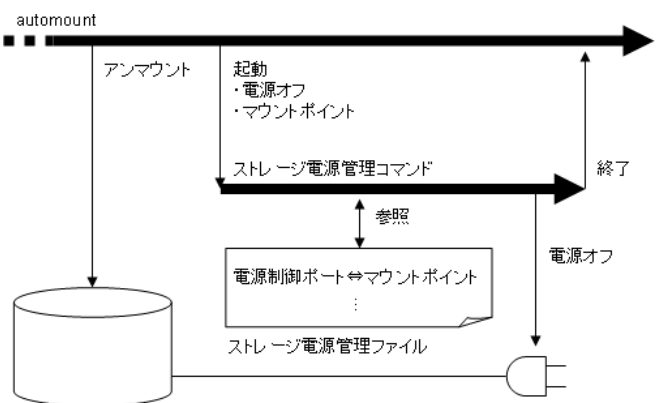 automount
アンマウント
起動
・電源オフ
・マウントポイント
ストレージ電源管理コマンド
終了
参照
電源オフ
電源制御ポート⇔マウントポイント
⋮
ストレージ電源管理ファイル